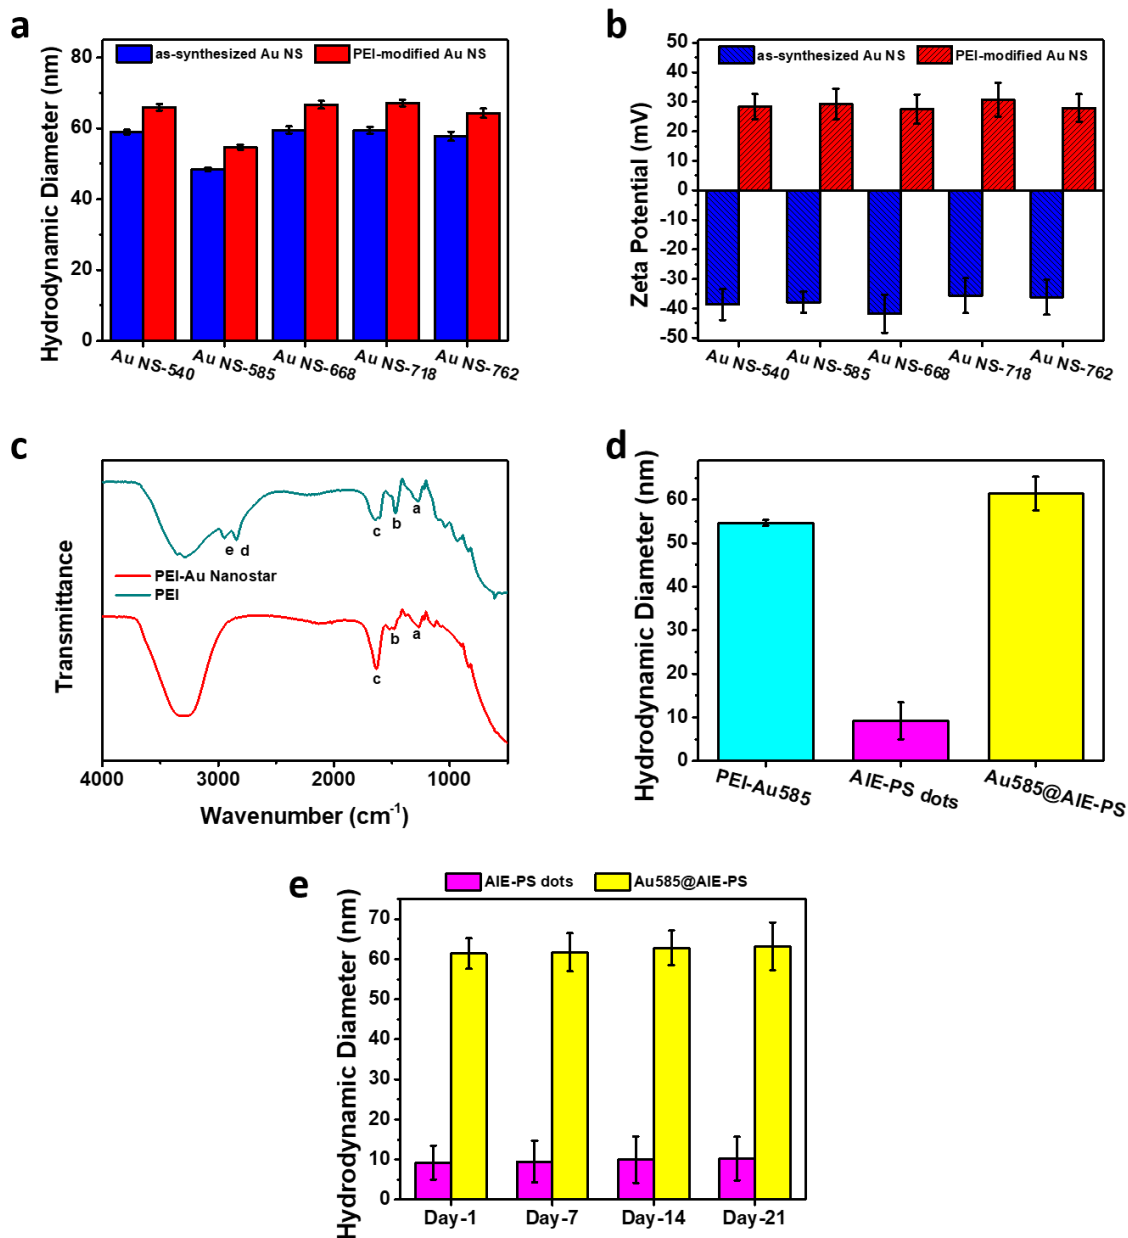 a
as-synthesized Au NS
PEI-modified Au NS
Hydrodynamic Diameter (nm)
80
60
40
20
0
Au NS-540
Au NS-585
Au NS-668
Au NS-718
Au NS-762
b
as-synthesized Au NS
PEI-modified Au NS
Zeta Potential (mV)
50
40
30
20
10
0
-10
-20
-30
-40
-50
Au NS-540
Au NS-585
Au NS-668
Au NS-718
Au NS-762
c
Transmittance
e d
c
b
a
PEI-Au Nanostar
PEI
c
b
a
4000
3000
2000
1000
Wavenumber (cm-1)
d
Hydrodynamic Diameter (nm)
60
50
40
30
20
10
0
PEI-Au585
AIE-PS dots
Au585@AIE-PS
e
AIE-PS dots
Au585@AIE-PS
Hydrodynamic Diameter (nm)
70
60
50
40
30
20
10
0
Day-1
Day-7
Day-14
Day-21